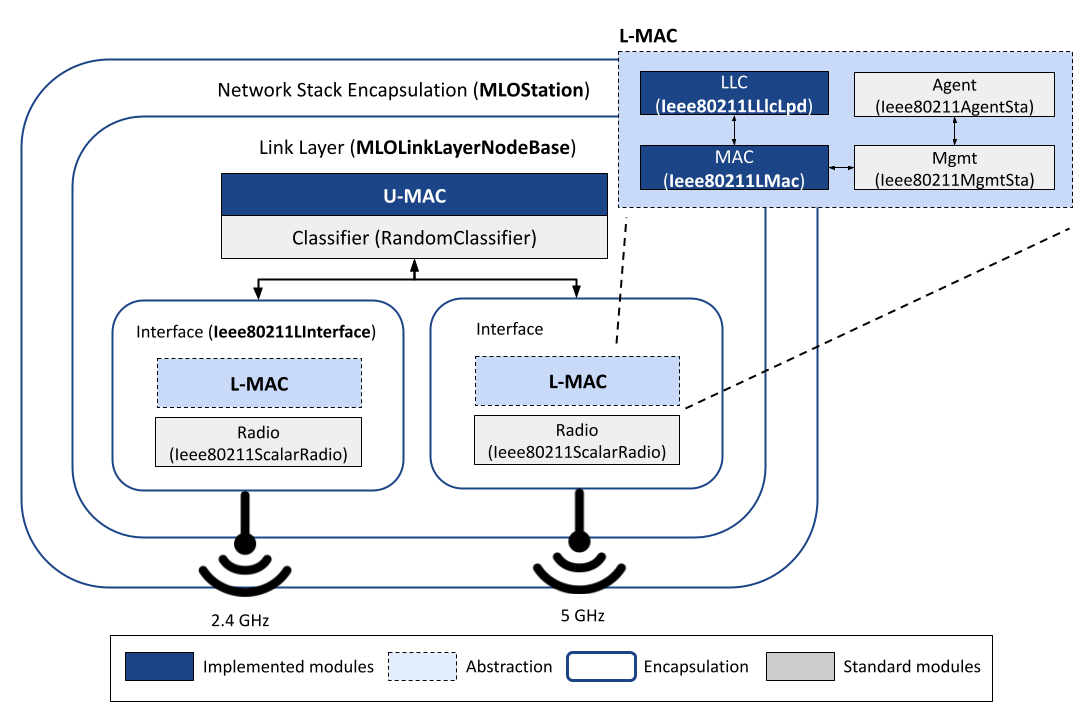 L-MAC
LLC
(Ieee80211LLlcLpd)
Agent
(Ieee80211AgentSta)
MAC
(Ieee80211LMac)
Mgmt
(Ieee80211MgmtSta)
Network Stack Encapsulation (MLOStation)
Link Layer (MLOLinkLayerNodeBase)
U-MAC
Classifier (RandomClassifier)
Interface (Ieee80211LInterface)
L-MAC
Radio
(Ieee80211ScalarRadio)
Interface
L-MAC
Radio
(Ieee80211ScalarRadio)
2.4 GHz
5 GHz
Implemented modules
Abstraction
Encapsulation
Standard modules